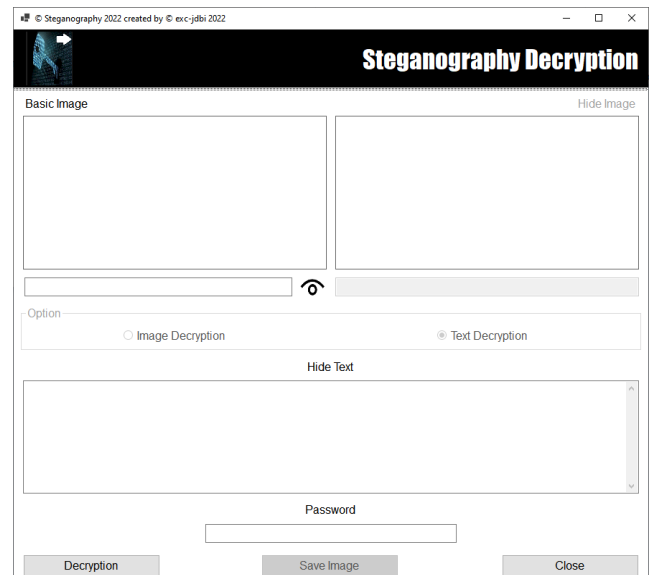 © Steganography 2022 created by © exc-jdbi 2022
Steganography Decryption
Basic Image Hide Image
Option
Image Decryption Text Decryption
Hide Text
Password
Decryption Save Image Close